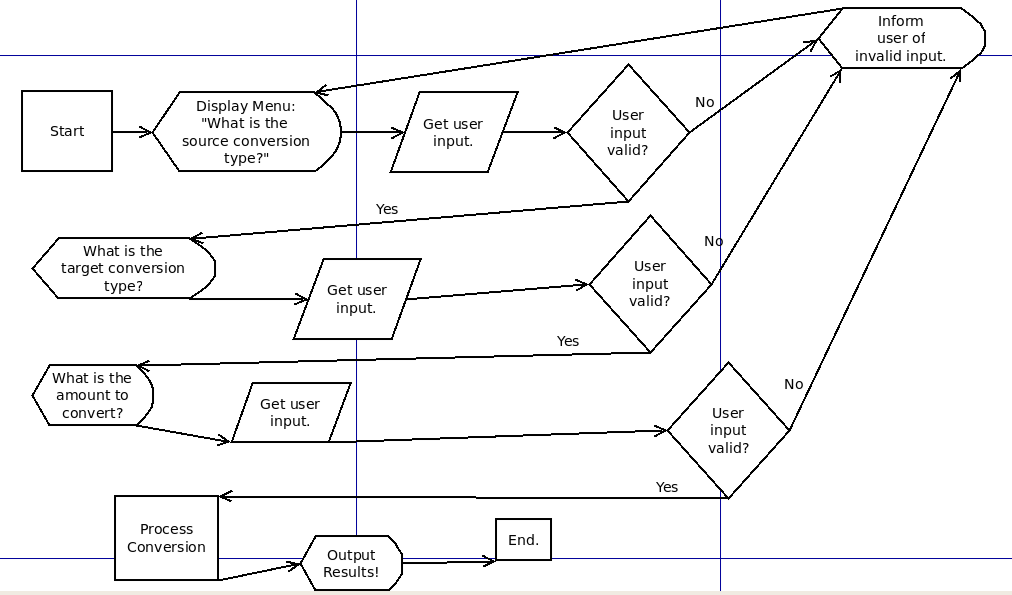 Inform
user of
invalid input.
Start
Display Menu:
"What is the
source conversion
type?"
Get user
input.
User
input
valid?
No
Yes
What is the
target conversion
type?
Get user
input.
User
input
valid?
No
Yes
What is the
amount to
convert?
Get user
input.
User
input
valid?
No
Yes
Process
Conversion
Output
Results!
End.